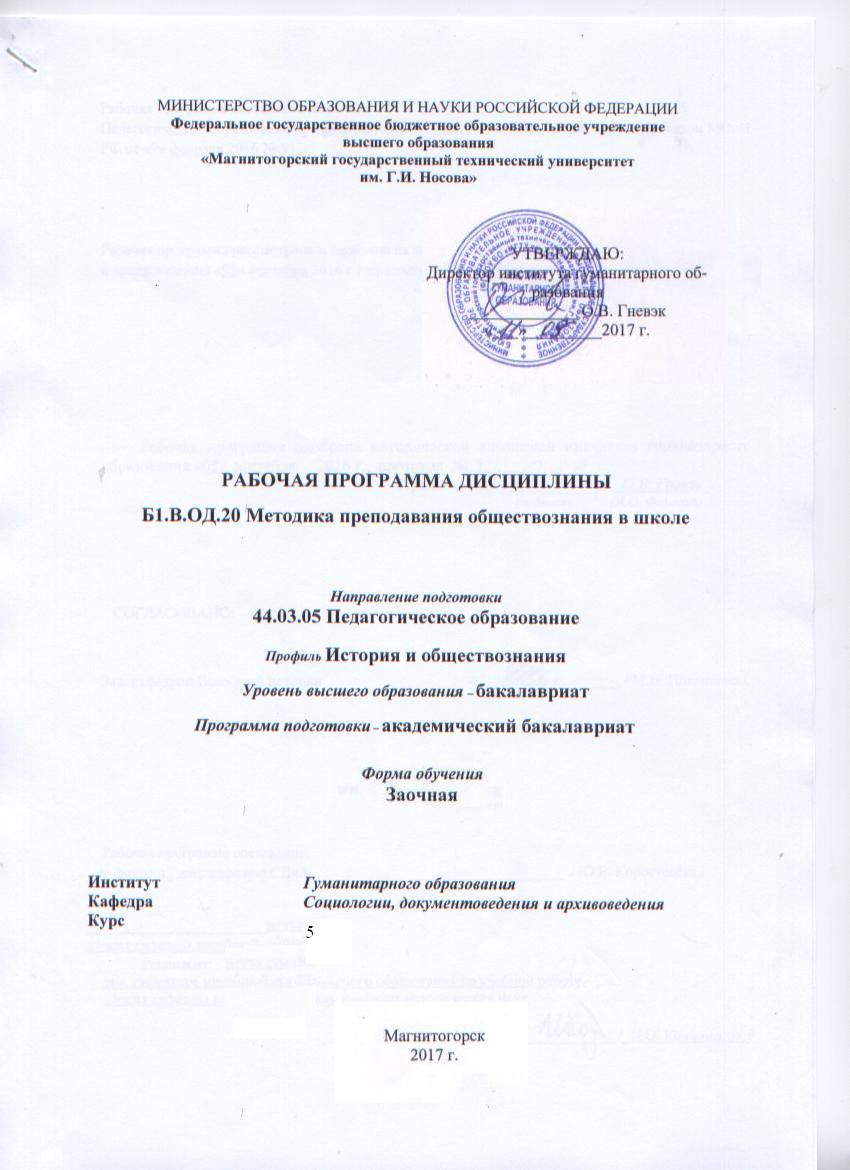 МИНИСТЕРСТВО ОБРАЗОВАНИЯ И НАУКИ РОССИЙСКОЙ ФЕДЕРАЦИИ
Федеральное государственное бюджетное образовательное учреждение
высшего образования
«Магнитогорский государственный технический университет
им. Г.И. Носова»
УТВЕРЖДАЮ:
Директор института гуманитарного об-
разования
О.В. Гневэк
2017 г.
РАБОЧАЯ ПРОГРАММА ДИСЦИПЛИНЫ
Б1.В.ОД.20 Методика преподавания обществознания в школе
Направление подготовки
44.03.05 Педагогическое образование
Профиль История и обществознания
Уровень высшего образования – бакалавриат
Программа подготовки – академический бакалавриат
Форма обучения
Заочная
Институт Гуманитарного образования
Кафедра Социологии, документоведения и архивоведения
Курс 5
Магнитогорск
2017 г.